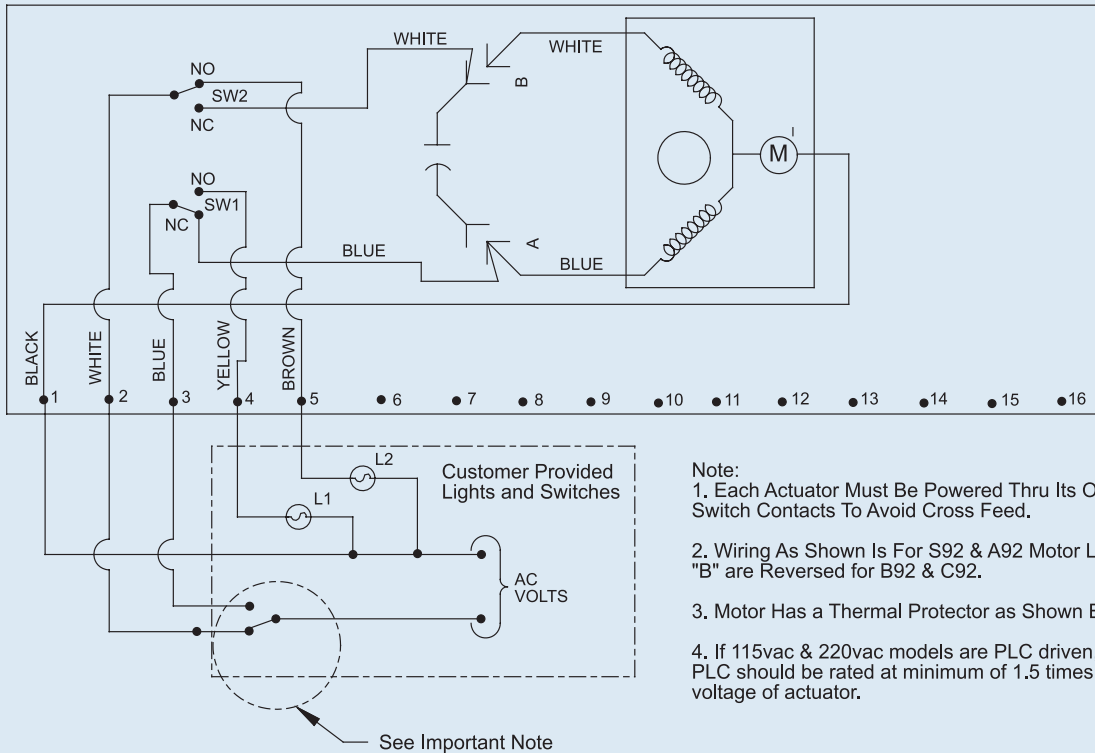 WHITE
WHITE
NO
SW2
B
NC
M
I
NO
SW1
NC
A
BLUE
BLUE
BLACK
WHITE
BLUE
YELLOW
BROWN
1 2 3 4 5 6 7 8 9 10 11 12 13 14 15 16
L2
L1
Customer Provided
Lights and Switches
AC
VOLTS
See Important Note
Note:
1. Each Actuator Must Be Powered Thru Its
Switch Contacts To Avoid Cross Feed.
2. Wiring As Shown Is For S92 & A92 Motor
"B" are Reversed for B92 & C92.
3. Motor Has a Thermal Protector as Shown
4. If 115vac & 220vac models are PLC driven
PLC should be rated at minimum of 1.5 times
voltage of actuator.